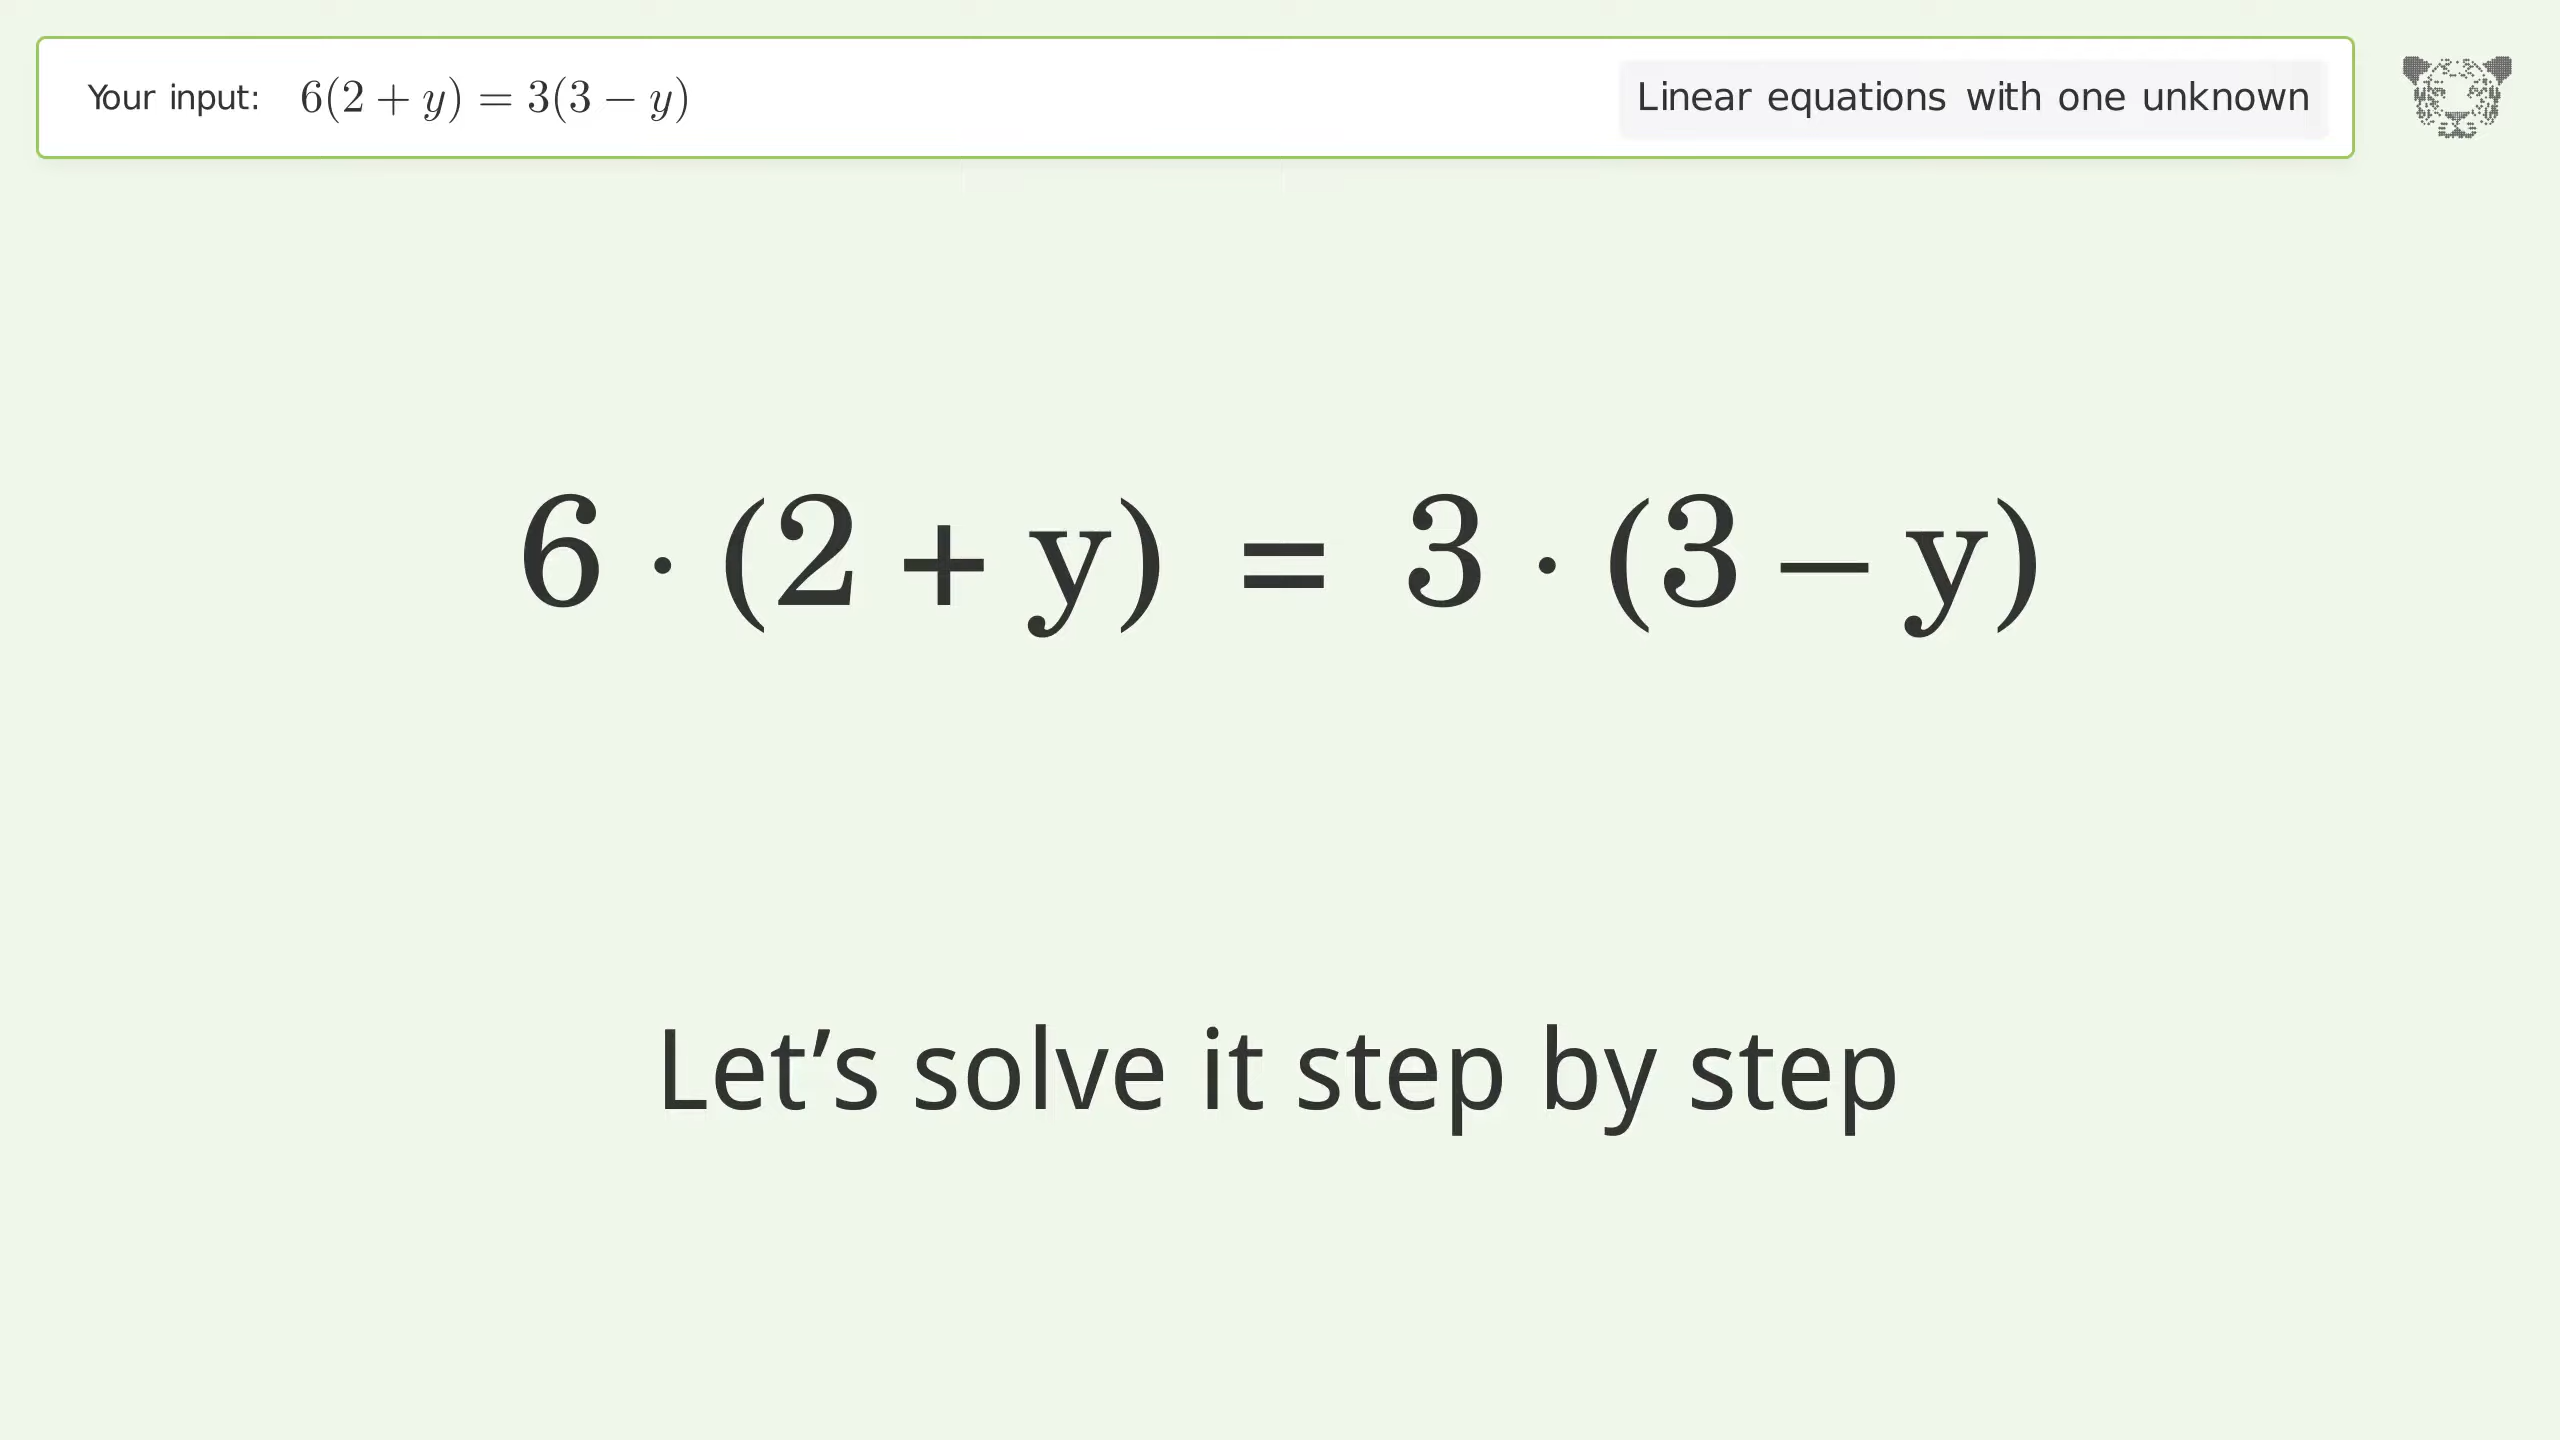 Your input: 6(2 + y) = 3(3 − y)
Linear equations with one unknown
6 · (2 + y) = 3 · (3 − y)
Let’s solve it step by step